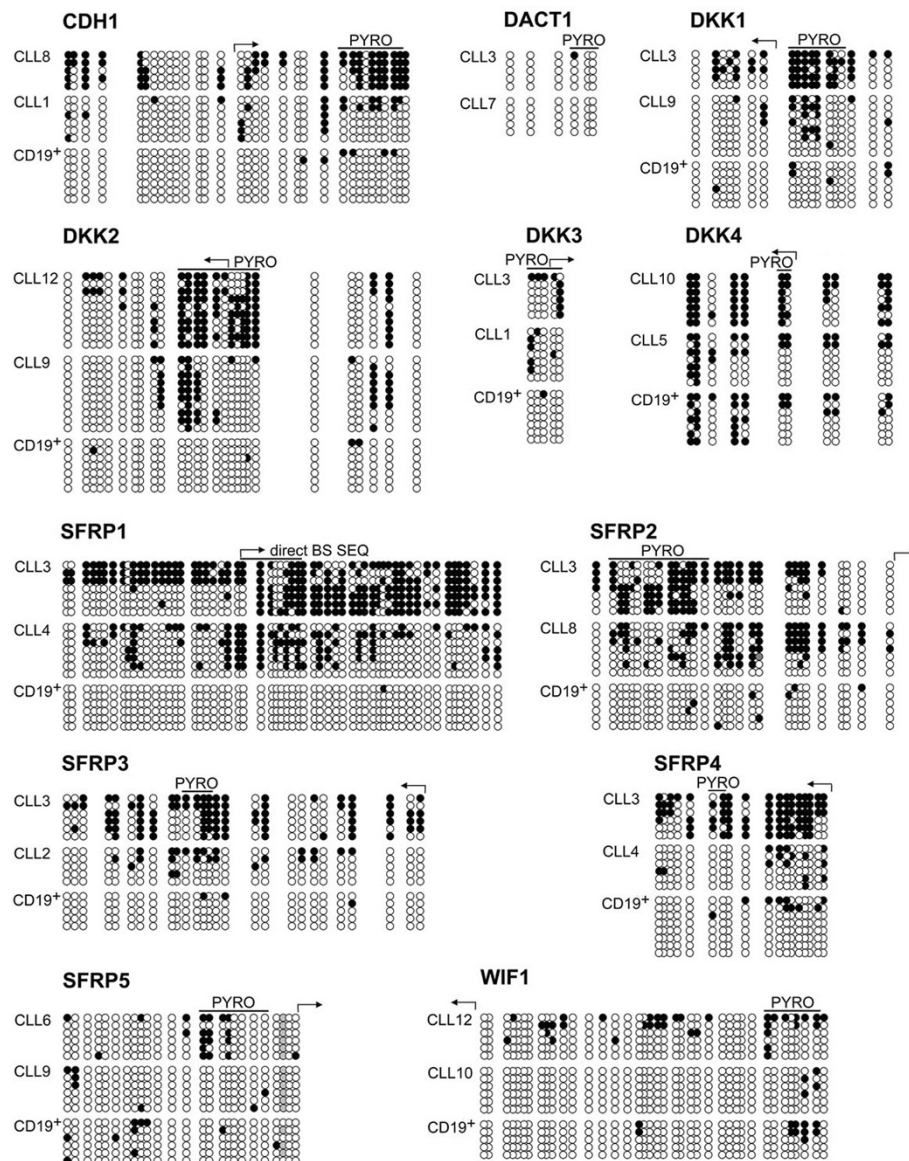 CDH1
PYRO
CLL8
CLL1
CD19+
DACT1
PYRO
CLL3
CLL7
DKK1
PYRO
CLL3
CLL9
CD19+
DKK2
PYRO
CLL12
CLL9
CD19+
DKK3
PYRO
CLL3
CLL1
CD19+
DKK4
PYRO
CLL10
CLL5
CD19+
SFRP1
direct BS SEQ
CLL3
CLL4
CD19+
SFRP2
PYRO
CLL3
CLL8
CD19+
SFRP3
PYRO
CLL3
CLL2
CD19+
SFRP4
PYRO
CLL3
CLL4
CD19+
SFRP5
PYRO
CLL6
CLL9
CD19+
WIF1
PYRO
CLL12
CLL10
CD19+